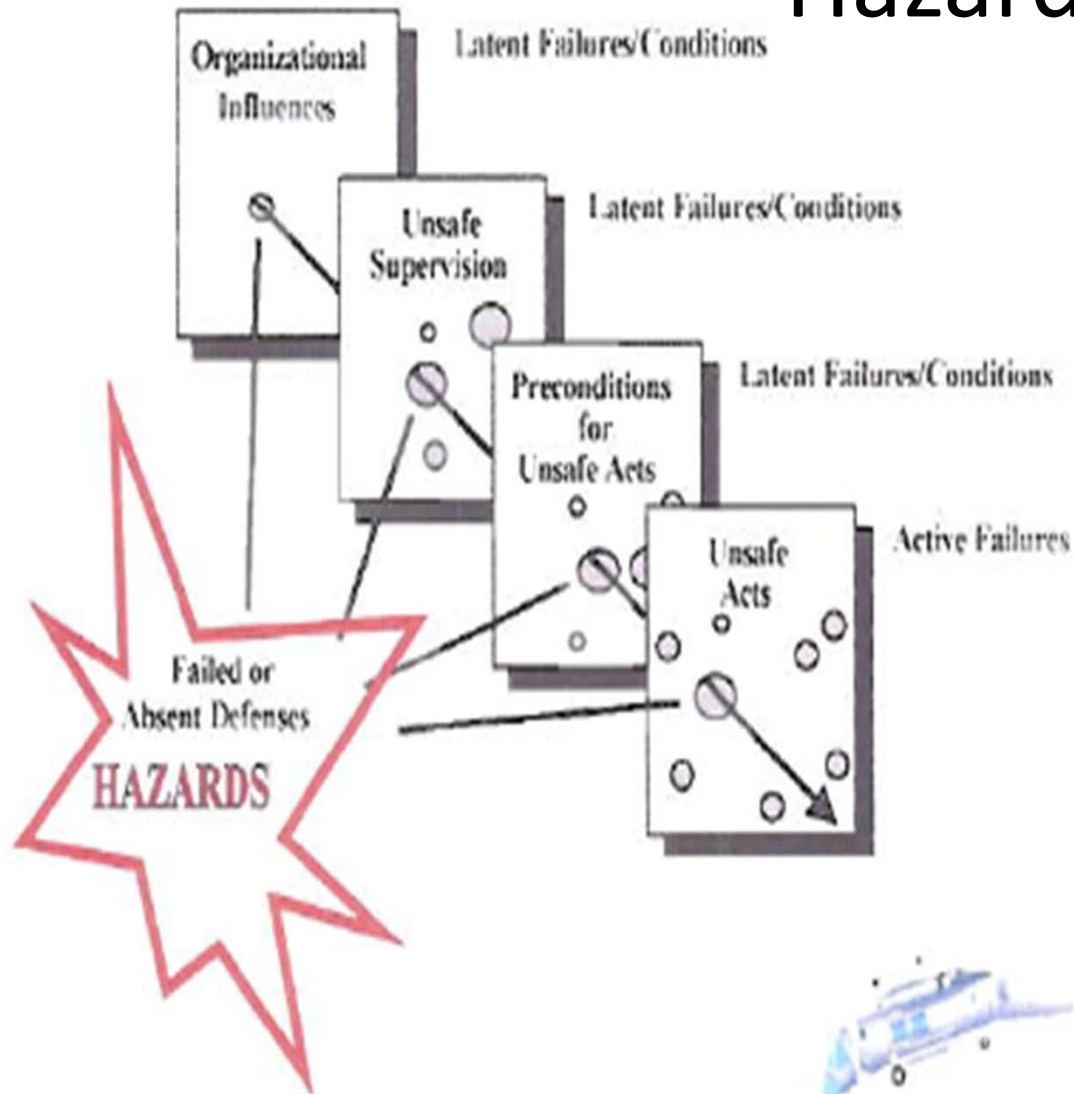 Hazard
Organizational
Influences
Latent Failures/Conditions
Unsafe
Supervision
Latent Failures/Conditions
Preconditions
for
Unsafe Acts
Latent Failures/Conditions
Unsafe
Acts
Active Failures
Failed or
Absent Defenses
HAZARDS